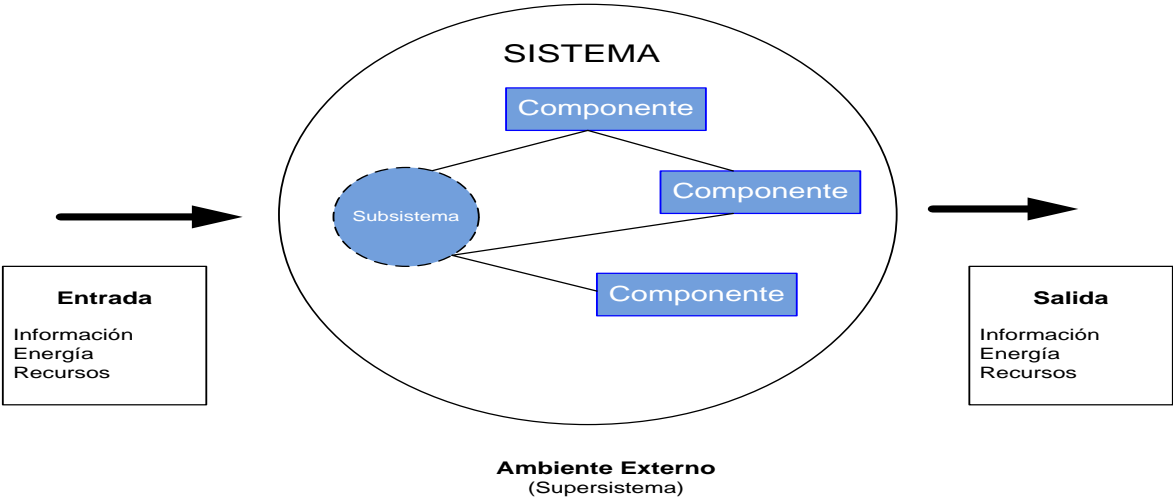 SISTEMA
Componente
Componente
Subsistema
Componente
Entrada
Información
Energía
Recursos
Salida
Información
Energía
Recursos
Ambiente Externo
(Supersistema)